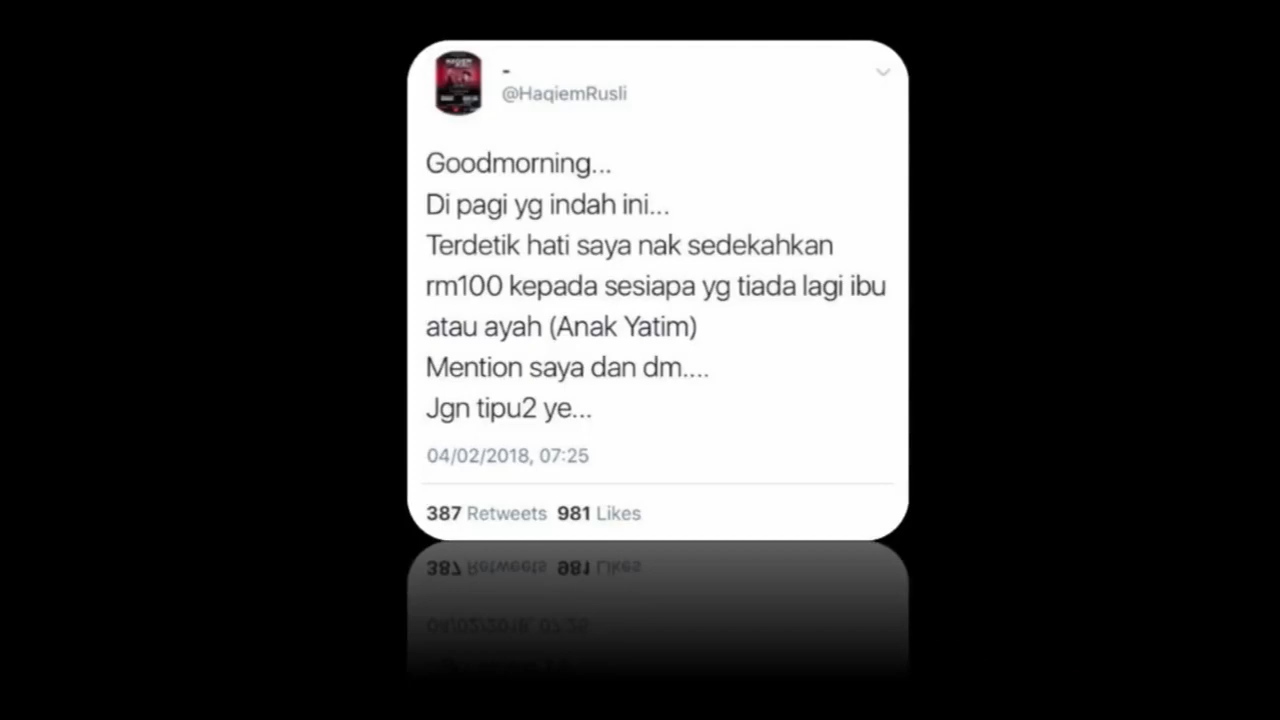 -
@HaqiemRusli
Goodmorning...
Di pagi yg indah ini...
Terdetik hati saya nak sedekahkan
rm100 kepada sesiapa yg tiada lagi ibu
atau ayah (Anak Yatim)
Mention saya dan dm....
Jgn tipu2 ye...
04/02/2018, 07:25
387 Retweets 981 Likes